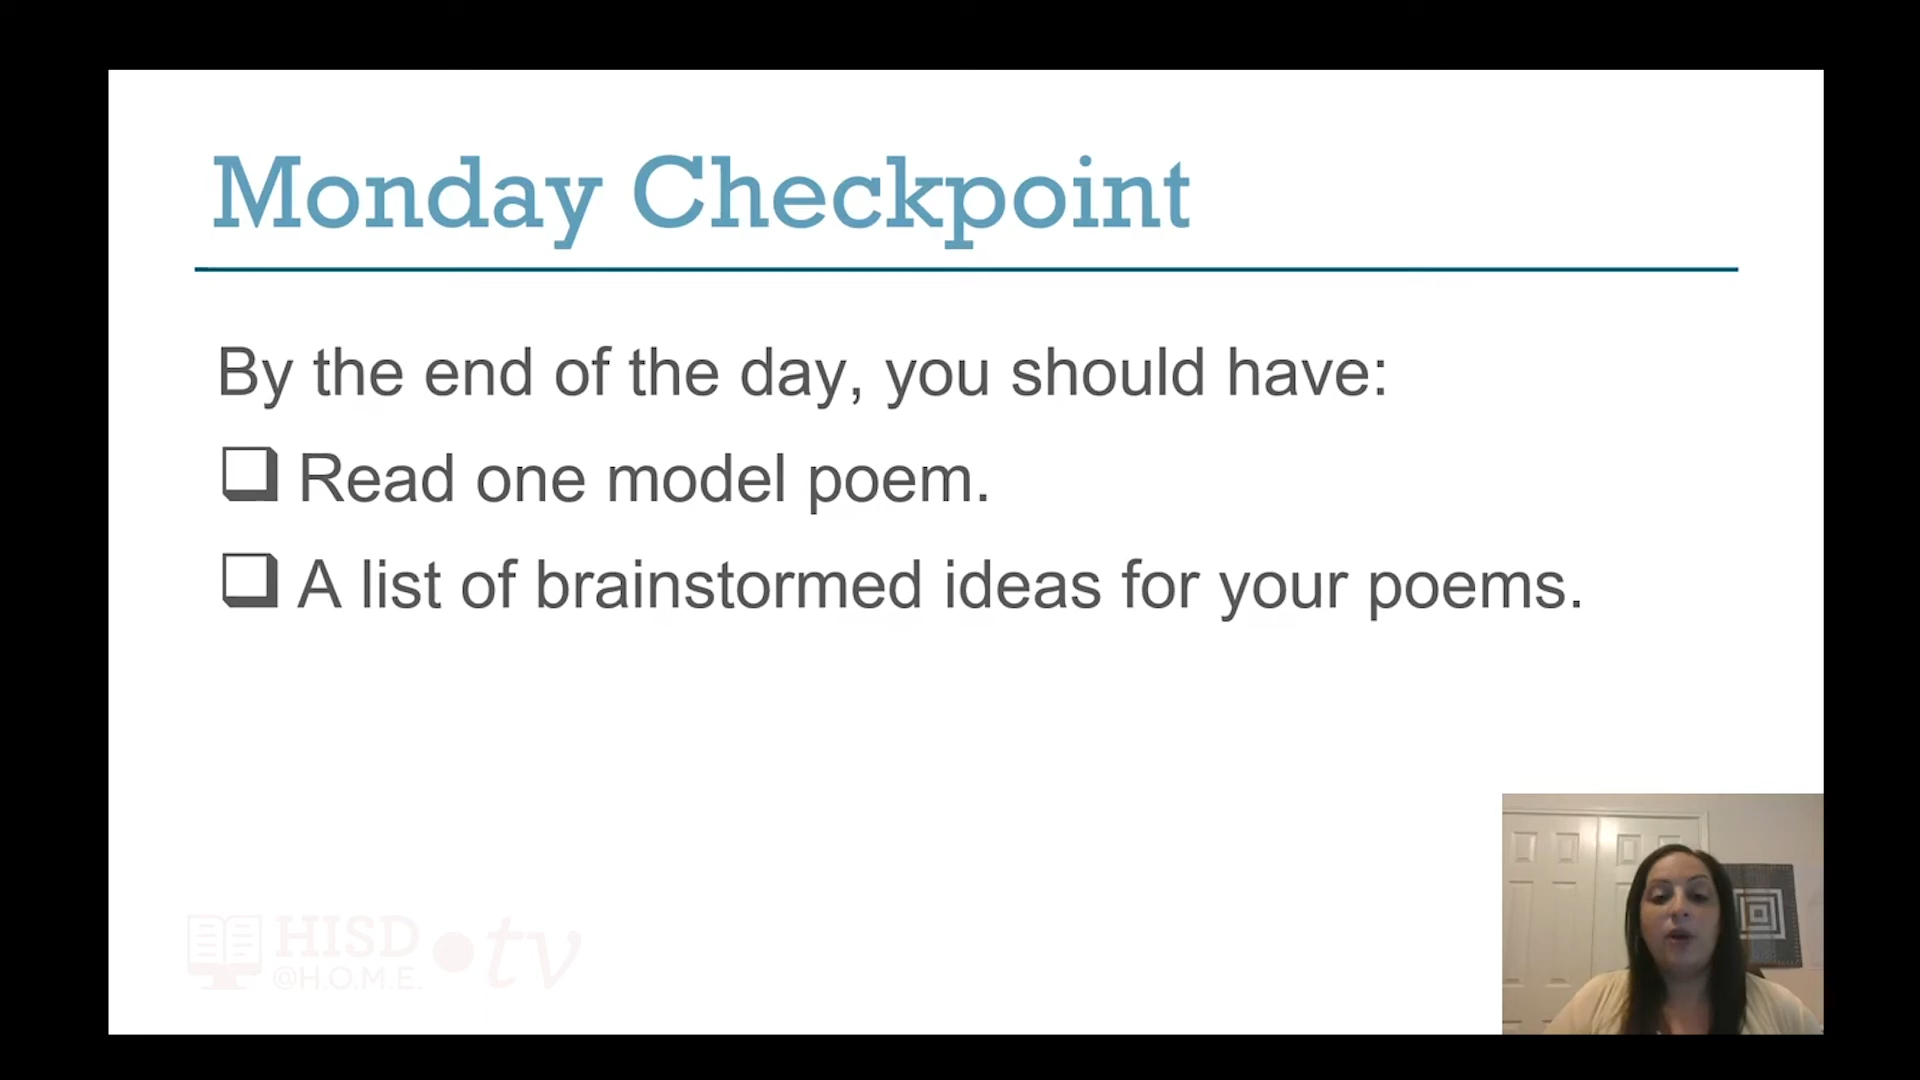 Monday Checkpoint
By the end of the day, you should have:
Read one model poem.
A list of brainstormed ideas for your poems.
HISD
@H.O.M.E.
tv